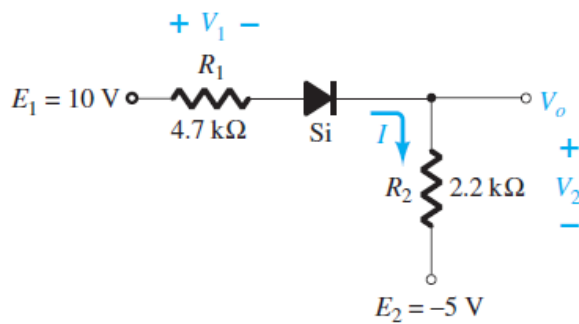 + V₁ −
R₁
E₁ = 10 V
4.7 kΩ
Si
I
Vₒ
+
R₂
2.2 kΩ
V₂
−
E₂ = −5 V